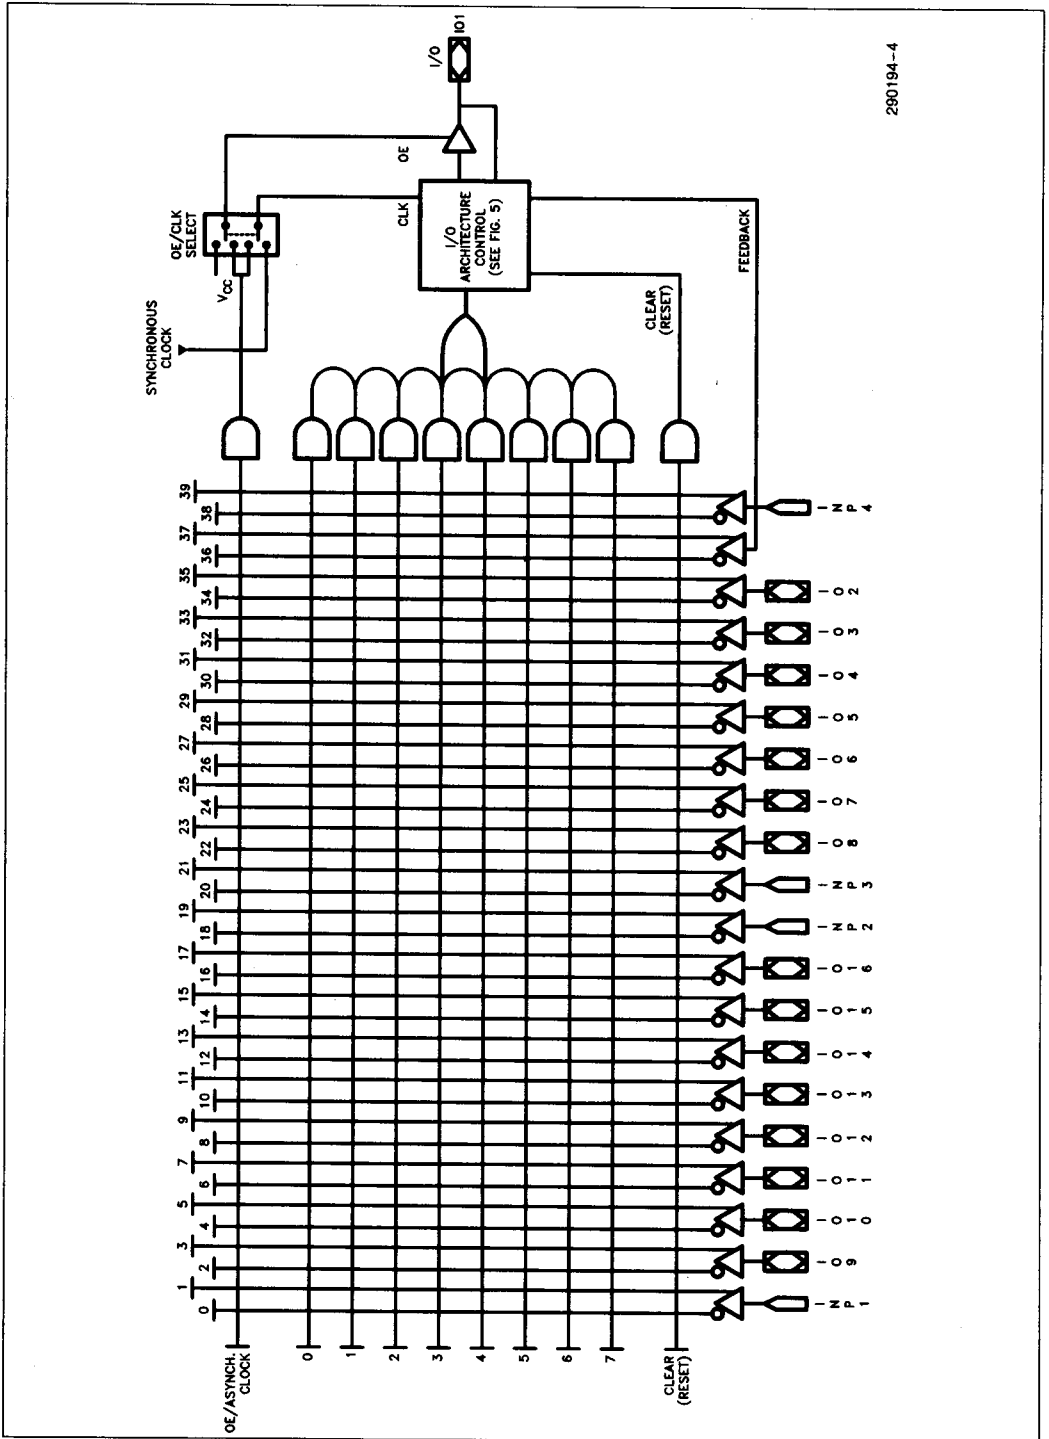 OE/ASYNCH.
CLOCK
0
1
2
3
4
5
6
7
CLEAR
(RESET)
0
1
2
3
4
5
6
7
8
9
10
11
12
13
14
15
16
17
18
19
20
21
22
23
24
25
26
27
28
29
30
31
32
33
34
35
36
37
38
39
INP1
IO9
IO10
IO11
IO12
IO13
IO14
IO15
IO16
INP2
INP3
IO8
IO7
IO6
IO5
IO4
IO3
IO2
INP4
SYNCHRONOUS
CLOCK
VCC
OE/CLK
SELECT
CLK
OE
I/O
ARCHITECTURE
CONTROL
(SEE FIG. 5)
CLEAR
(RESET)
FEEDBACK
I/O
IO1
290194-4